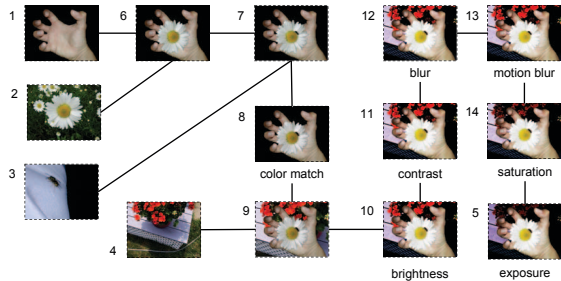 1
6
7
12
13
2
blur
motion blur
8
11
14
3
color match
contrast
saturation
4
9
10
5
brightness
exposure